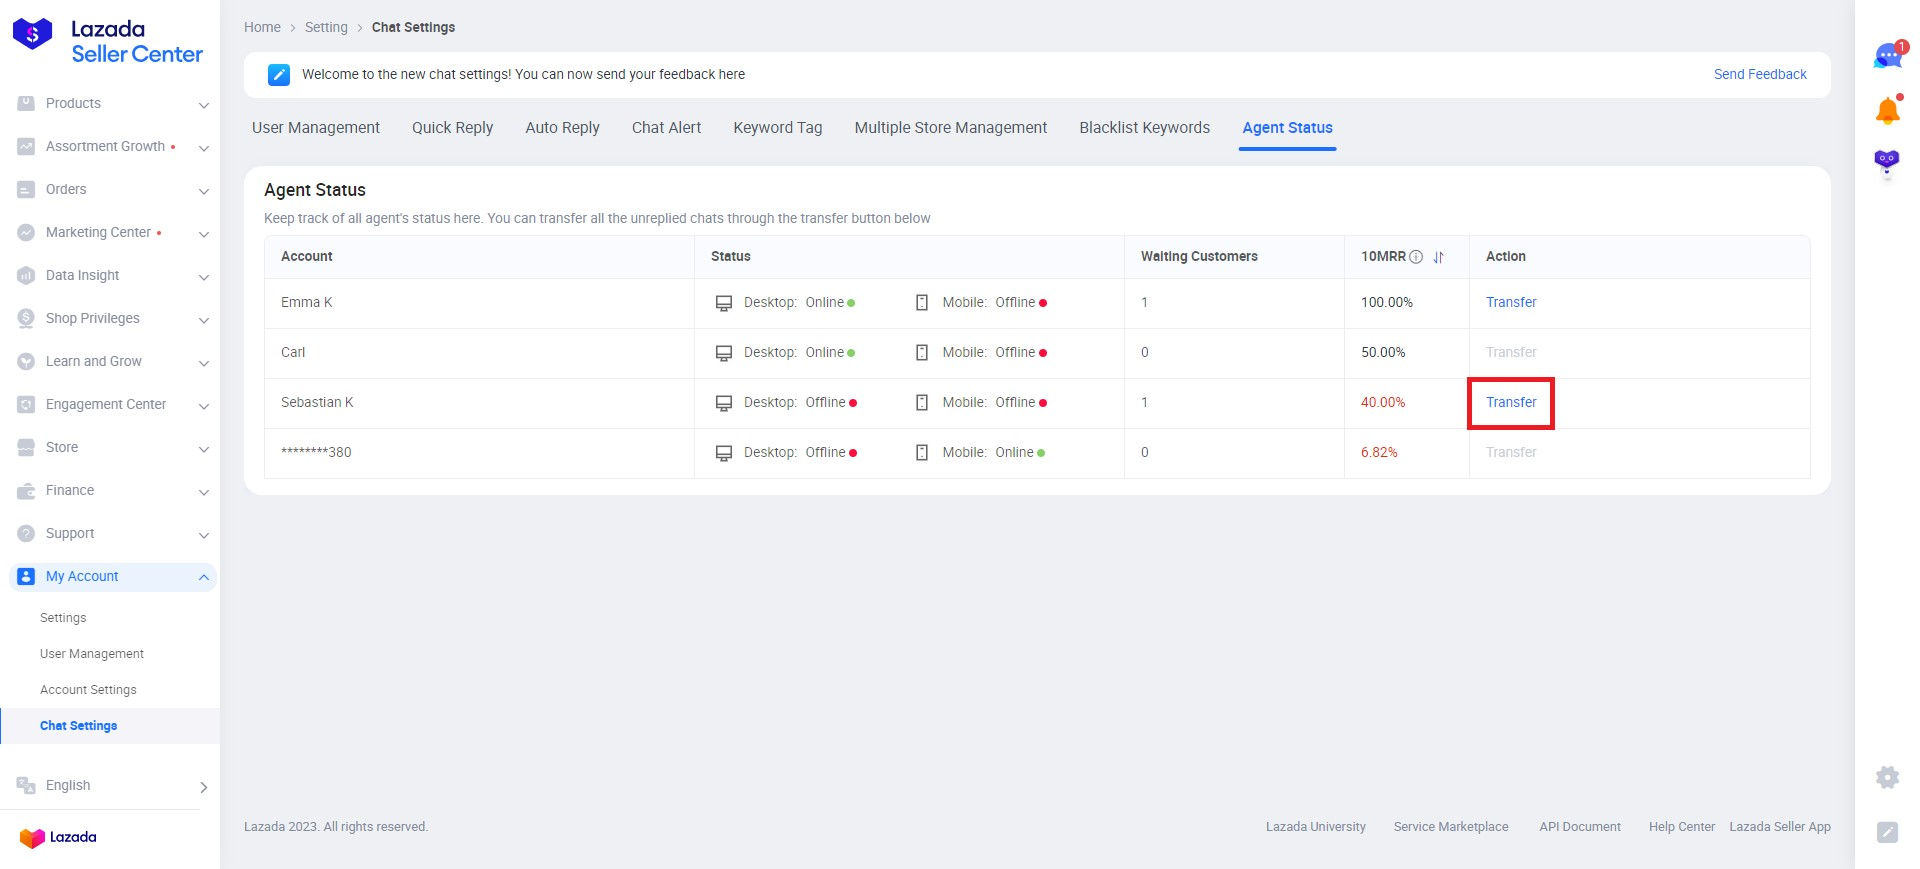 Lazada
Seller Center
Products
Assortment Growth
Orders
Marketing Center
Data Insight
Shop Privileges
Learn and Grow
Engagement Center
Store
Finance
Support
My Account
Settings
User Management
Account Settings
Chat Settings
English
Lazada
Home > Setting > Chat Settings
Welcome to the new chat settings! You can now send your feedback here Send Feedback
User Management Quick Reply Auto Reply Chat Alert Keyword Tag Multiple Store Management Blacklist Keywords Agent Status
Agent Status
Keep track of all agent's status here. You can transfer all the unreplied chats through the transfer button below
Account Status Waiting Customers 10MRR Action
Emma K Desktop: Online Mobile: Offline 1 100.00% Transfer
Carl Desktop: Online Mobile: Offline 0 50.00% Transfer
Sebastian K Desktop: Offline Mobile: Offline 1 40.00% Transfer
********380 Desktop: Offline Mobile: Online 0 6.82% Transfer
Lazada 2023. All rights reserved. Lazada University Service Marketplace API Document Help Center Lazada Seller App
1